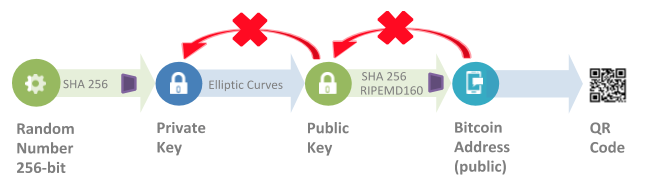 SHA 256
Elliptic Curves
SHA 256
RIPEMD160
Random
Number
256-bit
Private
Key
Public
Key
Bitcoin
Address
(public)
QR
Code